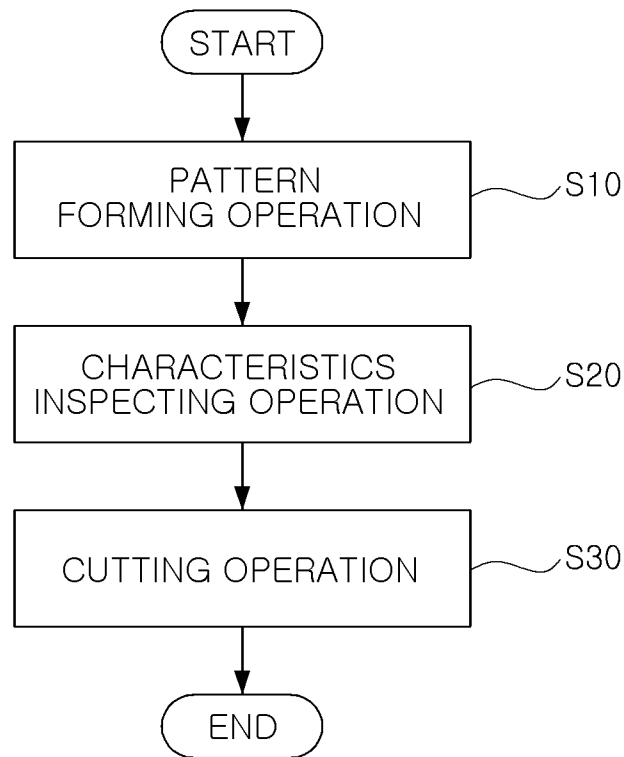 START
PATTERN
FORMING OPERATION
S10
CHARACTERISTICS
INSPECTING OPERATION
S20
CUTTING OPERATION
S30
END